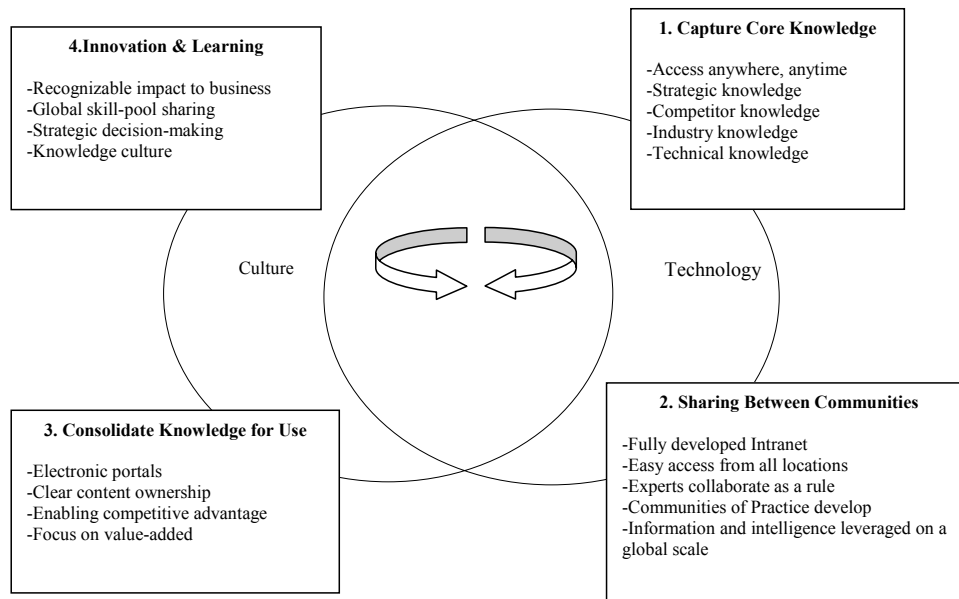 4.Innovation & Learning
-Recognizable impact to business
-Global skill-pool sharing
-Strategic decision-making
-Knowledge culture
1. Capture Core Knowledge
-Access anywhere, anytime
-Strategic knowledge
-Competitor knowledge
-Industry knowledge
-Technical knowledge
Culture
Technology
3. Consolidate Knowledge for Use
-Electronic portals
-Clear content ownership
-Enabling competitive advantage
-Focus on value-added
2. Sharing Between Communities
-Fully developed Intranet
-Easy access from all locations
-Experts collaborate as a rule
-Communities of Practice develop
-Information and intelligence leveraged on a
global scale